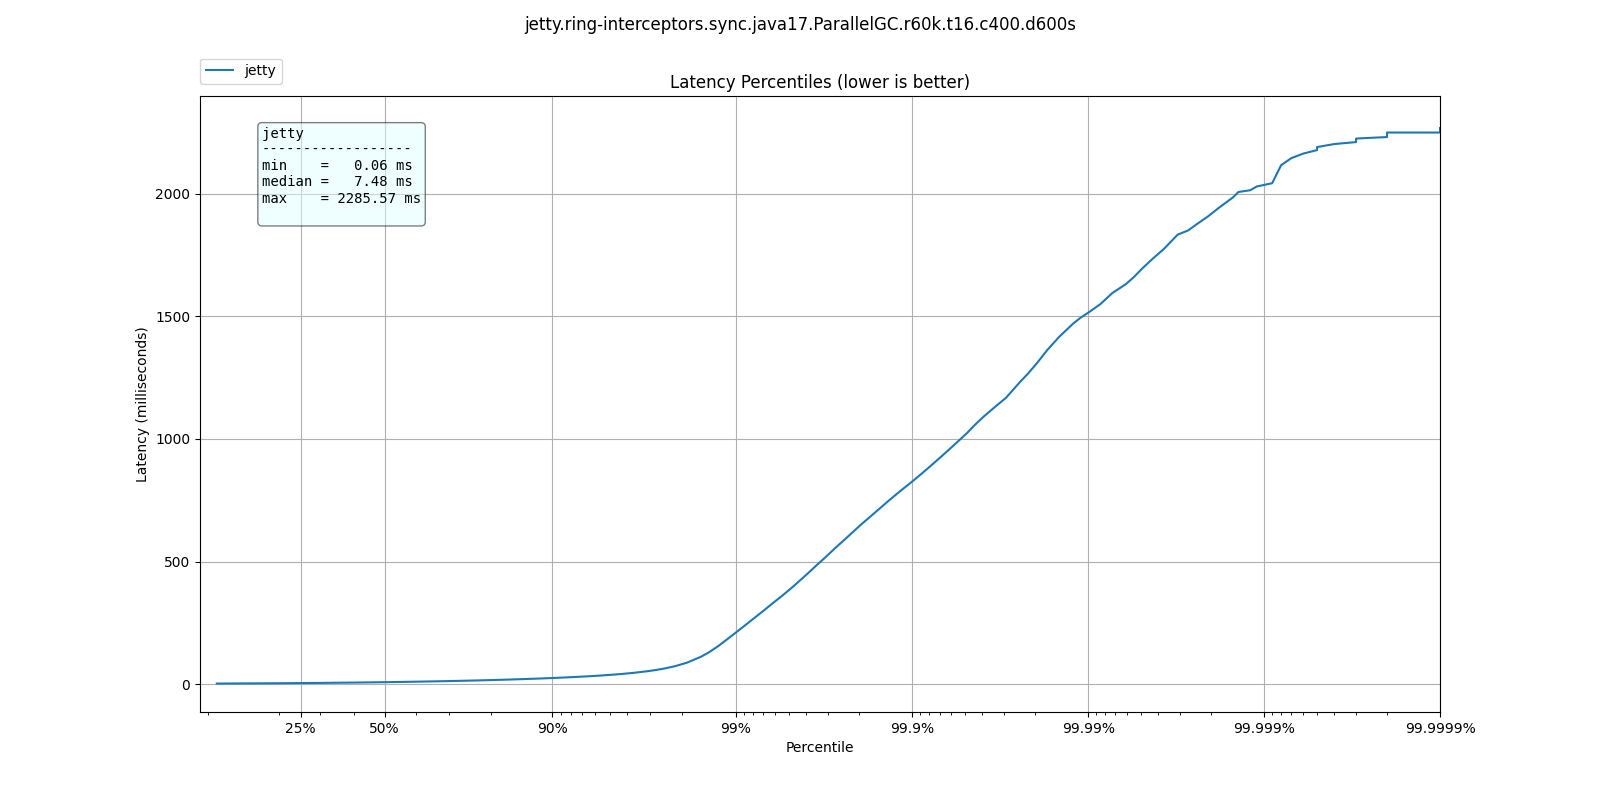 jetty.ring-interceptors.sync.java17.ParallelGC.r60k.t16.c400.d600s
jetty
Latency Percentiles (lower is better)
jetty
------------------
min    =   0.06 ms
median =   7.48 ms
max    = 2285.57 ms
2000
1500
1000
500
0
Latency (milliseconds)
25% 50% 90% 99% 99.9% 99.99% 99.999% 99.9999%
Percentile